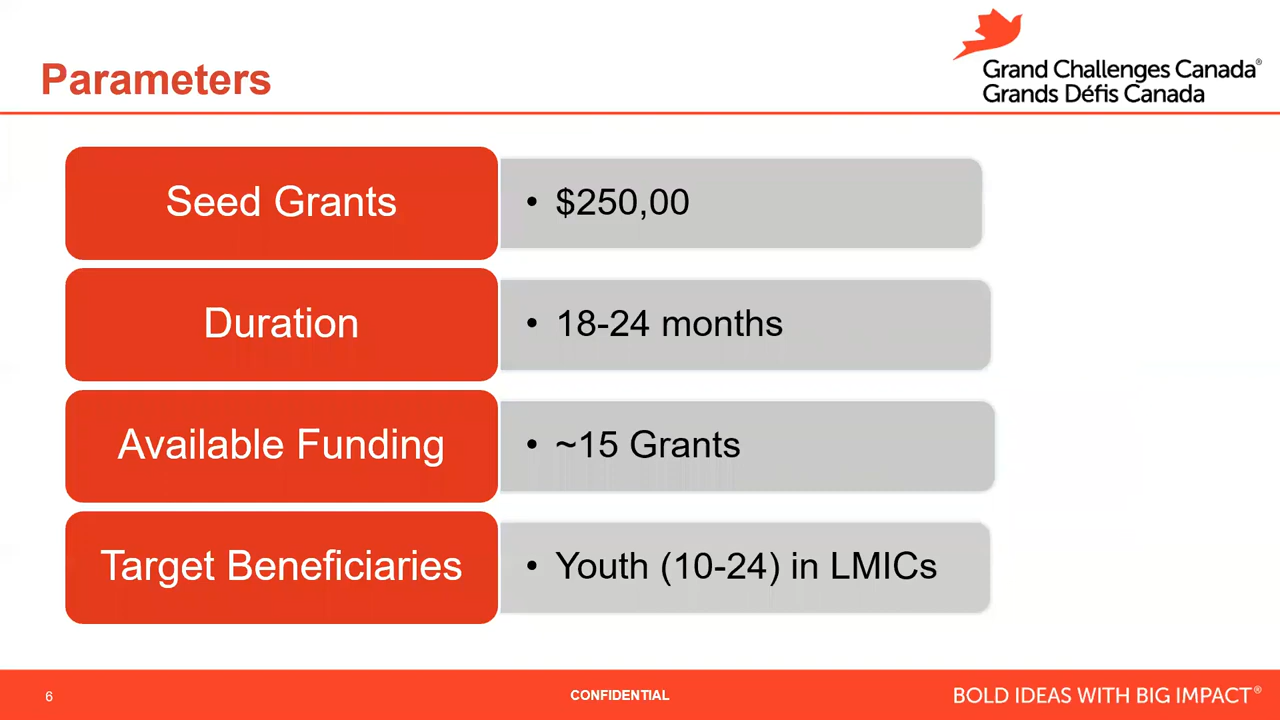 Parameters
Grand Challenges Canada®
Grands Défis Canada
Seed Grants
• $250,00
Duration
• 18-24 months
Available Funding
• ~15 Grants
Target Beneficiaries
• Youth (10-24) in LMICs
6
CONFIDENTIAL
BOLD IDEAS WITH BIG IMPACT®